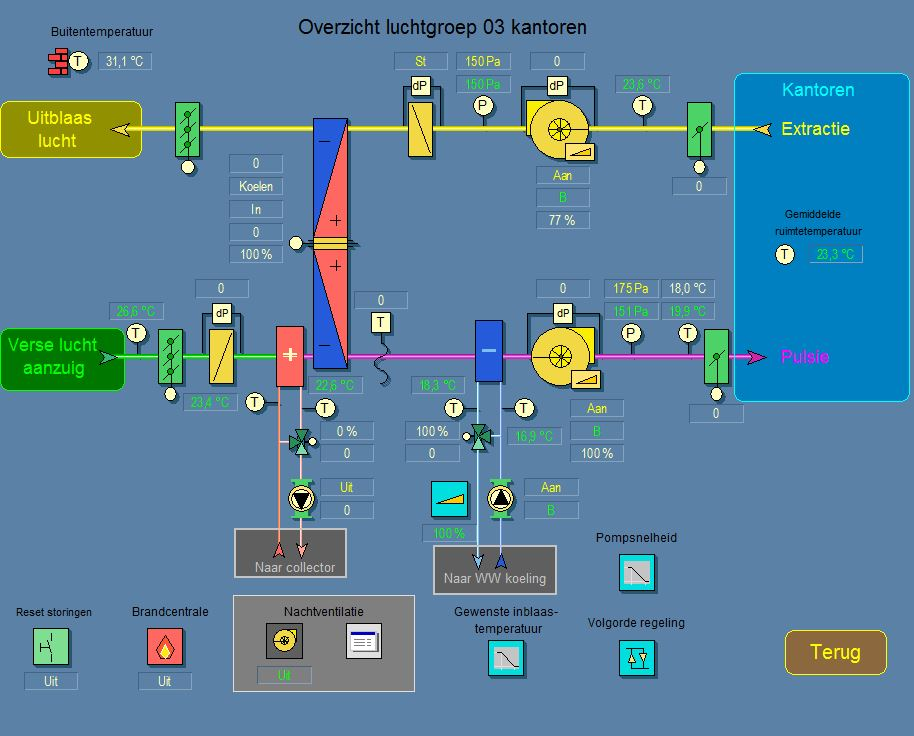 Overzicht luchtgroep 03 kantoren
Buitentemperatuur
T
31,1 °C
St
150 Pa
0
dP
150 Pa
dP
23,6 °C
P
T
Kantoren
Uitblaas
lucht
Extractie
0
Koelen
In
0
100 %
Aan
B
77 %
0
Gemiddelde
ruimtetemperatuur
T
23,3 °C
0
0
0
175 Pa
18,0 °C
26,6 °C
dP
T
dP
151 Pa
19,9 °C
T
P
T
Verse lucht
aanzuig
Pulsie
23,4 °C
T
22,6 °C
T
18,3 °C
T
T
16,9 °C
Aan
B
100 %
0
0 %
0
100 %
0
Uit
0
Aan
B
100 %
Naar collector
Naar WW koeling
Pompsnelheid
Reset storingen
Brandcentrale
Nachtventilatie
Gewenste inblaas-
temperatuur
Volgorde regeling
Uit
Uit
Uit
Terug